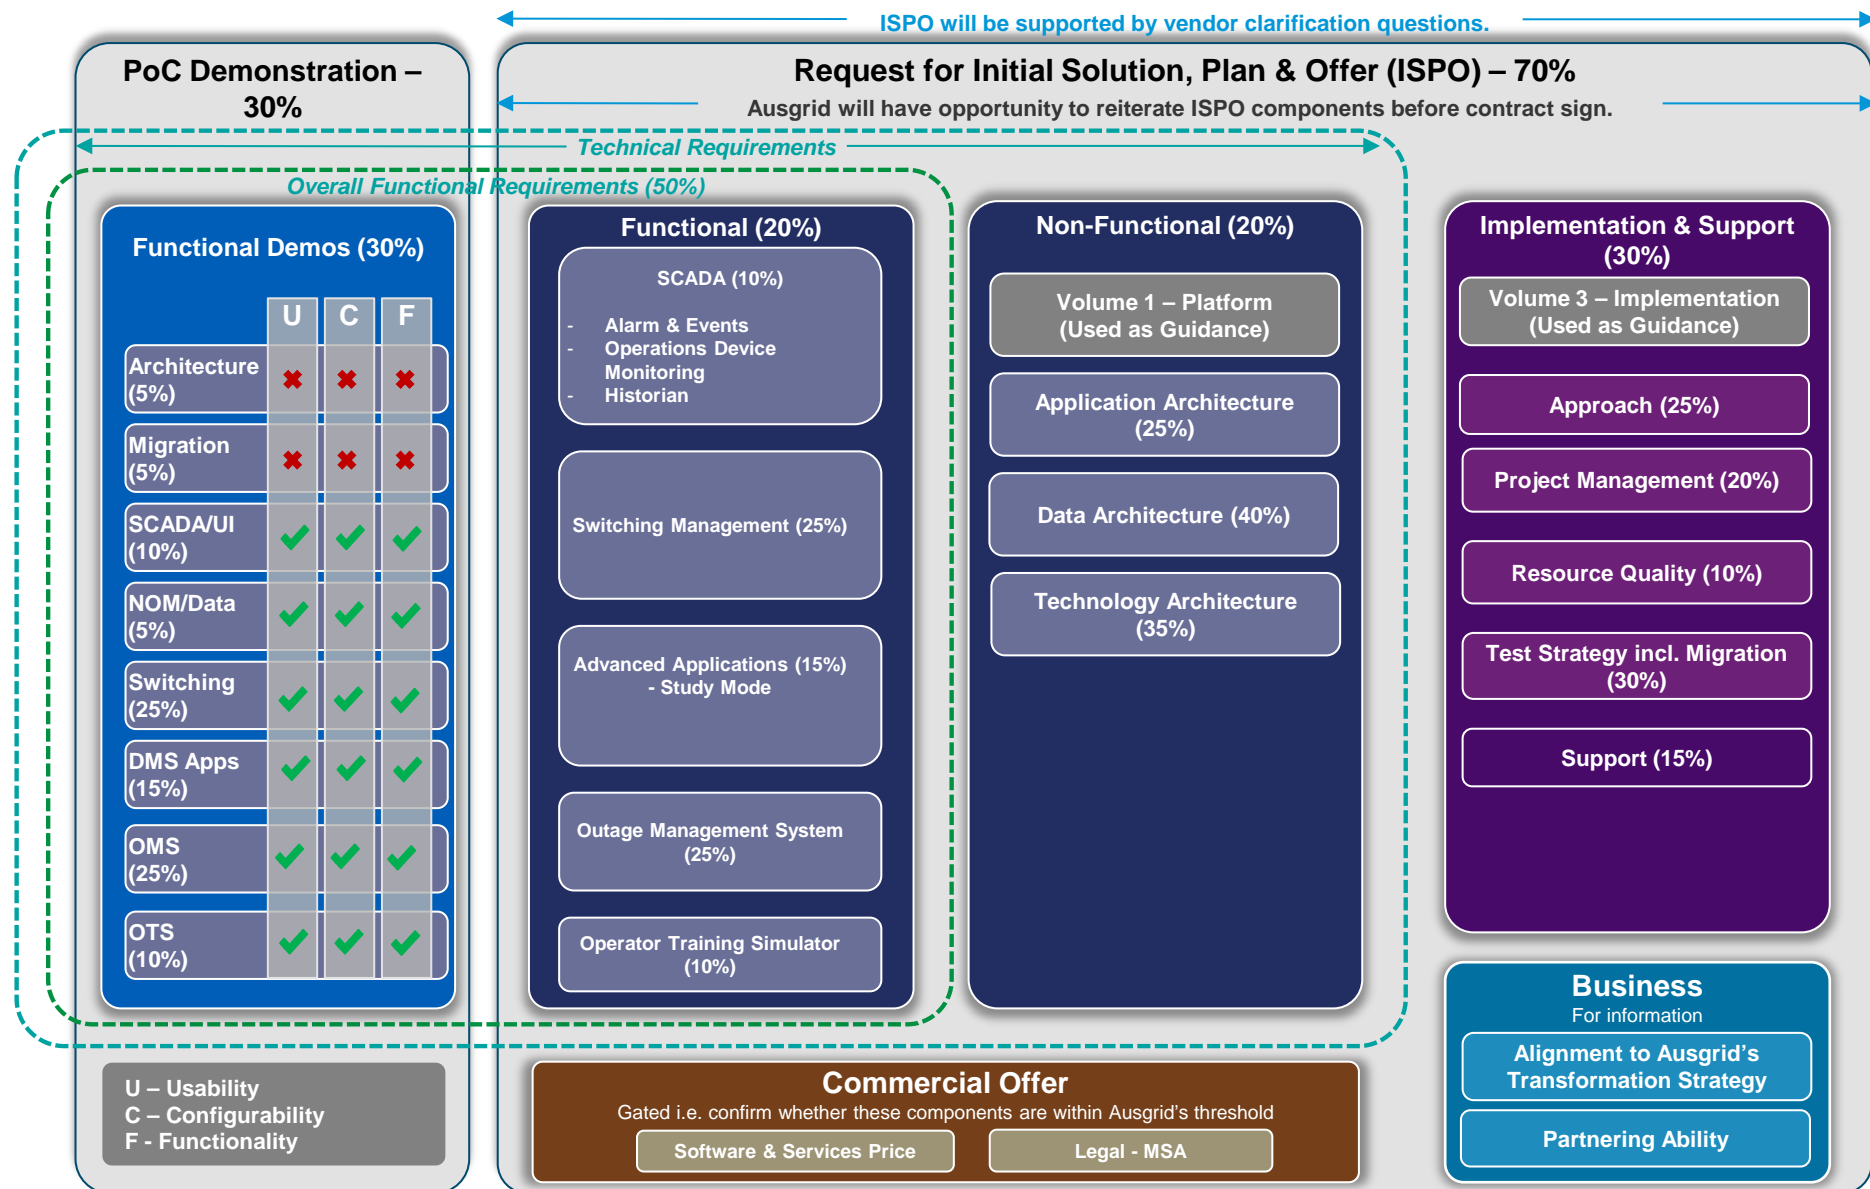 ISPO will be supported by vendor clarification questions.
PoC Demonstration –
30%
Request for Initial Solution, Plan & Offer (ISPO) – 70%
Ausgrid will have opportunity to reiterate ISPO components before contract sign.
Technical Requirements
Overall Functional Requirements (50%)
Functional Demos (30%)
U C F
Architecture
(5%)
Migration
(5%)
SCADA/UI
(10%)
NOM/Data
(5%)
Switching
(25%)
DMS Apps
(15%)
OMS
(25%)
OTS
(10%)
U – Usability
C – Configurability
F - Functionality
Functional (20%)
SCADA (10%)
- Alarm & Events
- Operations Device
Monitoring
- Historian
Switching Management (25%)
Advanced Applications (15%)
- Study Mode
Outage Management System
(25%)
Operator Training Simulator
(10%)
Non-Functional (20%)
Volume 1 – Platform
(Used as Guidance)
Application Architecture
(25%)
Data Architecture (40%)
Technology Architecture
(35%)
Implementation & Support
(30%)
Volume 3 – Implementation
(Used as Guidance)
Approach (25%)
Project Management (20%)
Resource Quality (10%)
Test Strategy incl. Migration
(30%)
Support (15%)
Commercial Offer
Gated i.e. confirm whether these components are within Ausgrid's threshold
Software & Services Price
Legal - MSA
Business
For information
Alignment to Ausgrid's
Transformation Strategy
Partnering Ability